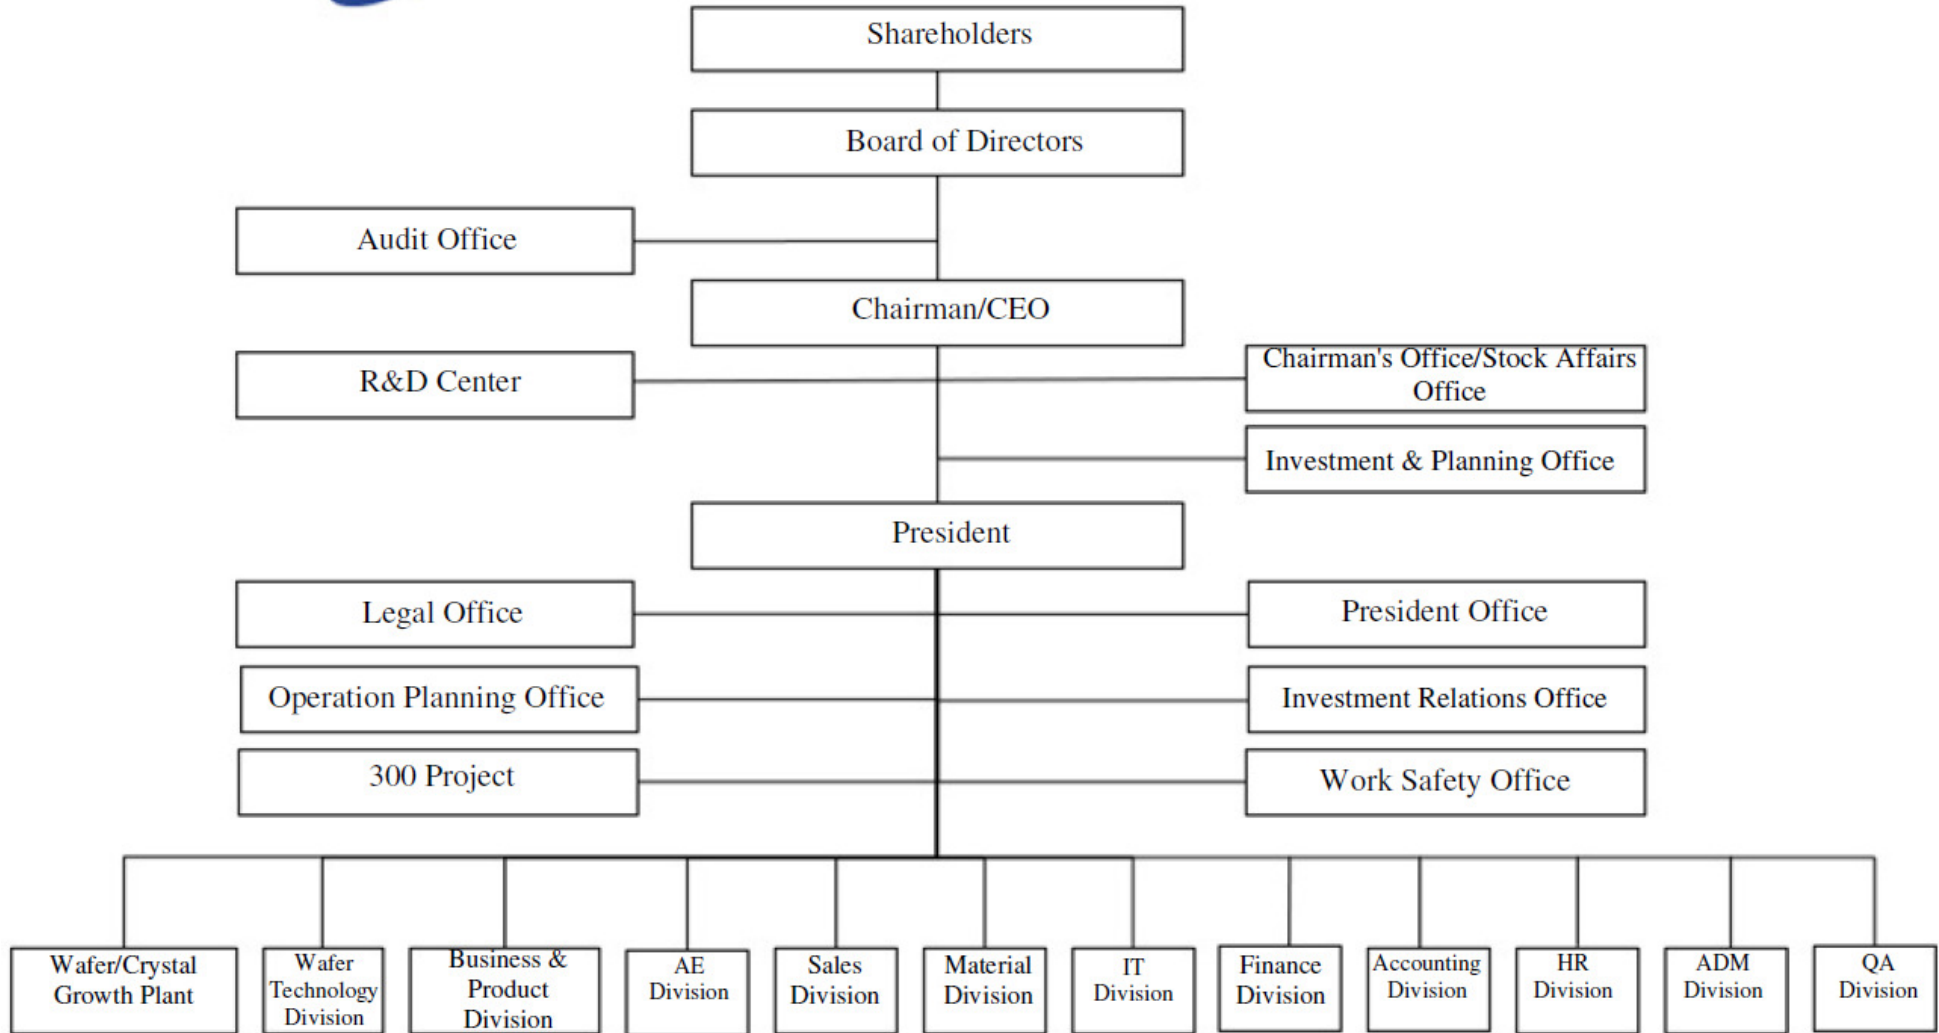 Shareholders
Board of Directors
Audit Office
Chairman/CEO
R&D Center
Chairman's Office/Stock Affairs
Office
Investment & Planning Office
President
Legal Office
President Office
Operation Planning Office
Investment Relations Office
300 Project
Work Safety Office
Wafer/Crystal
Growth Plant
Wafer
Technology
Division
Business &
Product
Division
AE
Division
Sales
Division
Material
Division
IT
Division
Finance
Division
Accounting
Division
HR
Division
ADM
Division
QA
Division